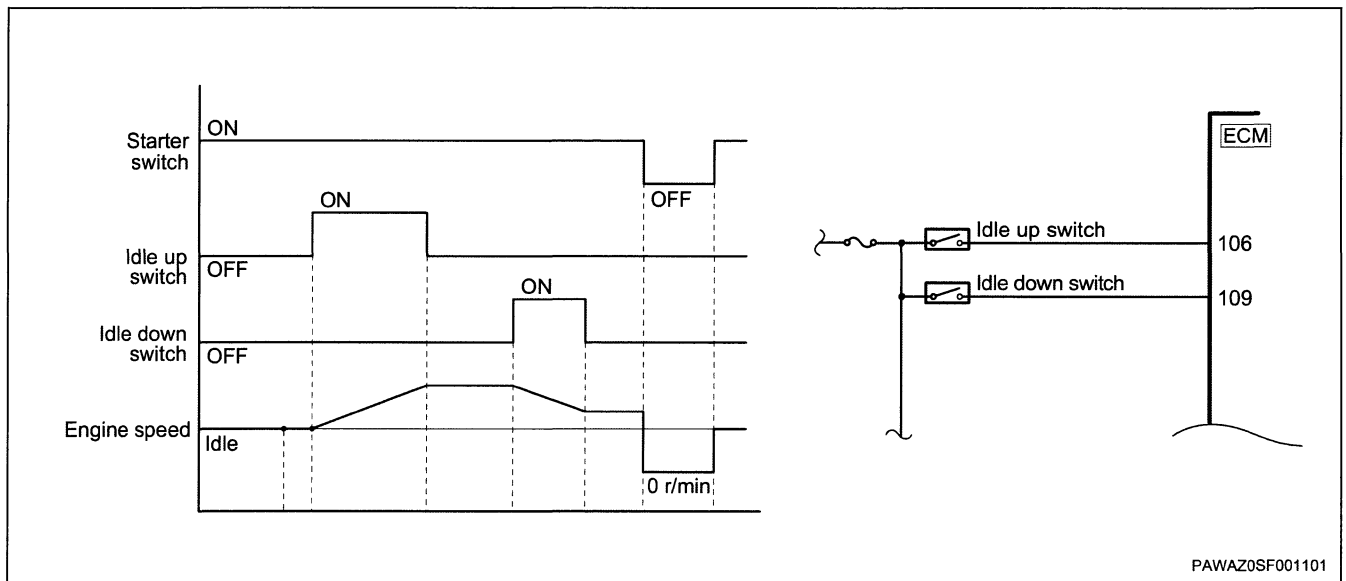 Starter
switch
ON
OFF
Idle up
switch
ON
OFF
Idle down
switch
ON
OFF
Engine speed
Idle
0 r/min
ECM
Idle up switch
106
Idle down switch
109
PAWAZ0SF001101